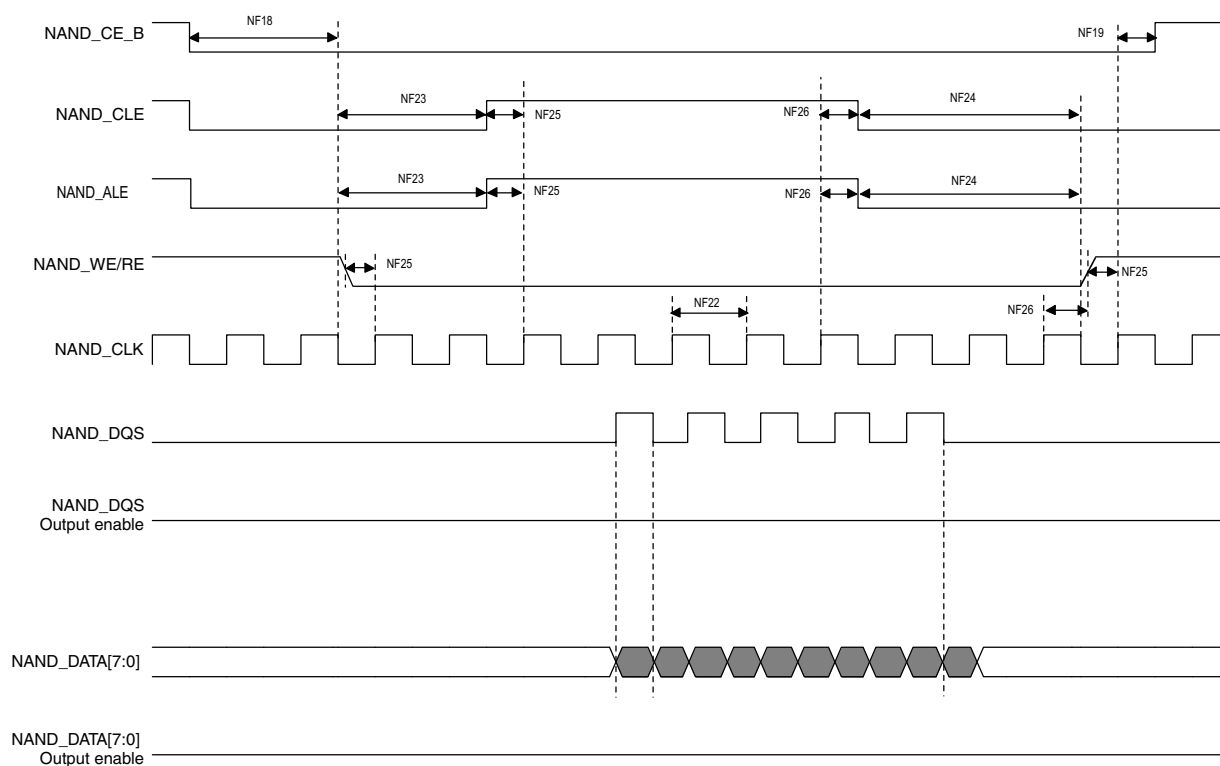 NF18
NAND_CE_B
NF19
NF23
NF24
NAND_CLE
NF25
NF26
NF23
NF24
NAND_ALE
NF25
NF26
NAND_WE/RE
NF25
NF25
NF22
NF26
NAND_CLK
NAND_DQS
NAND_DQS
Output enable
NAND_DATA[7:0]
NAND_DATA[7:0]
Output enable